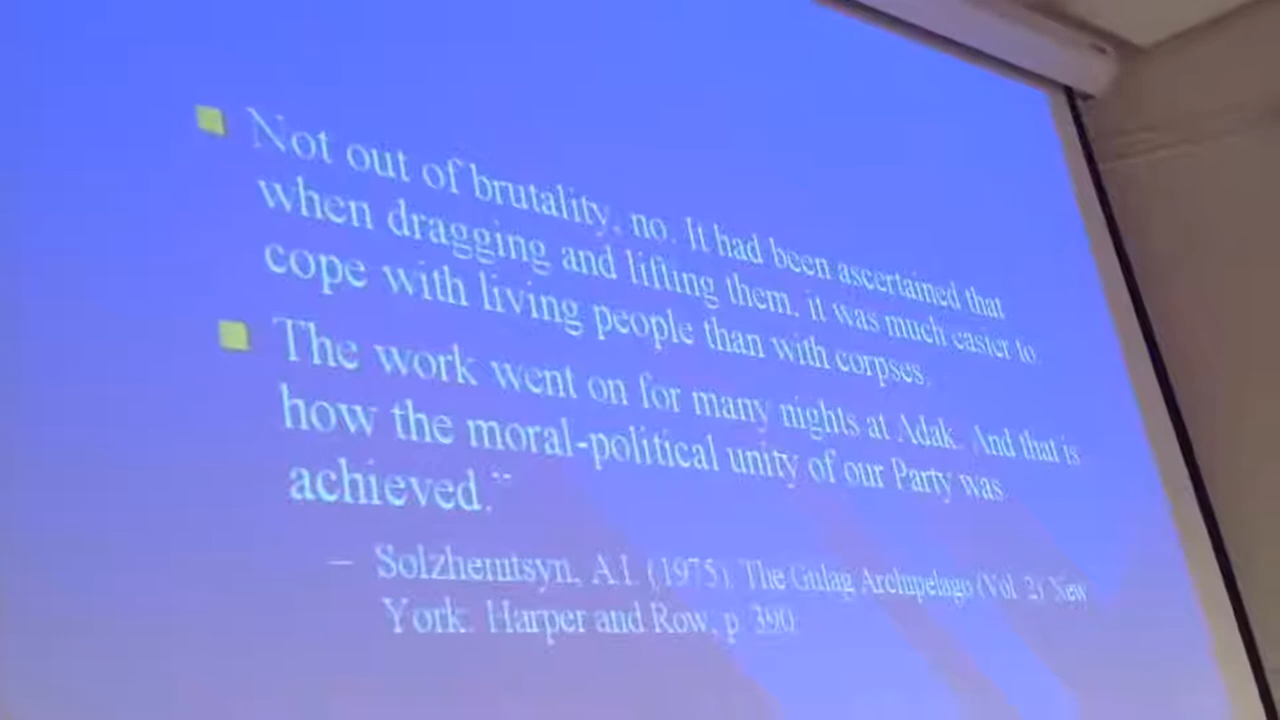 Not out of brutality, no. It had been ascertained that
when dragging and lifting them, it was much easier to
cope with living people than with corpses.
The work went on for many nights at Adak. And that is
how the moral-political unity of our Party was
achieved.”
– Solzhenitsyn, A.I. (1975). The Gulag Archipelago (Vol. 2) New
York: Harper and Row, p. 390